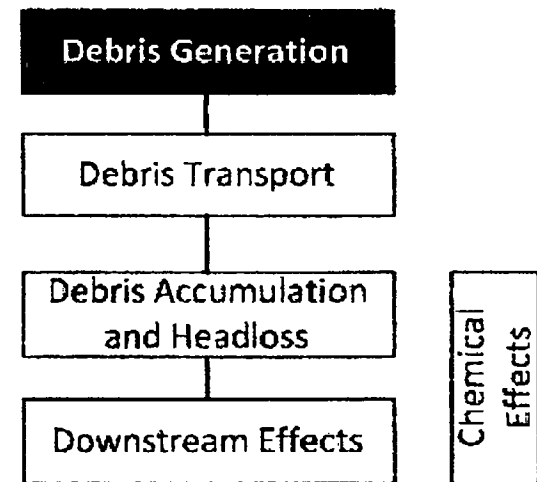 Debris Generation
Debris Transport
Debris Accumulation
and Headloss
Downstream Effects
Chemical
Effects